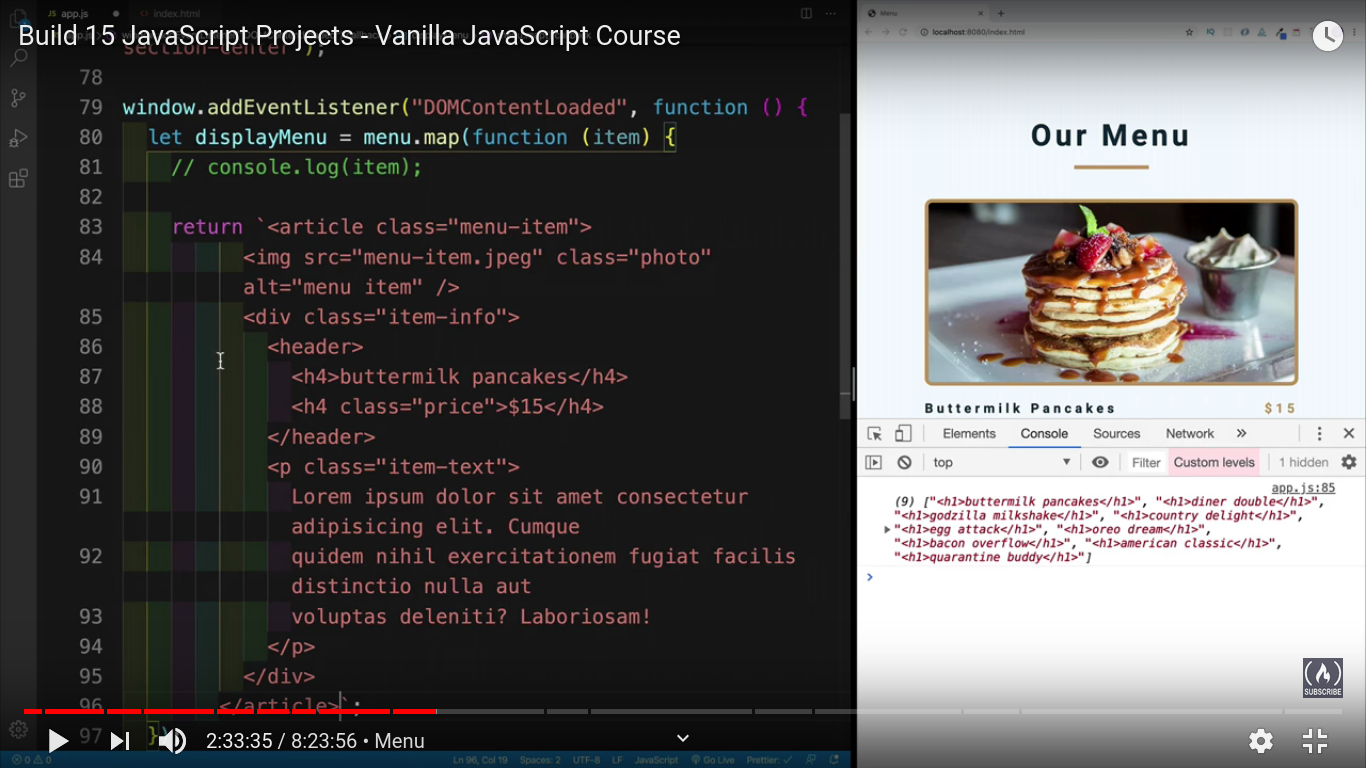 app.js
index.html
Build 15 JavaScript Projects - Vanilla JavaScript Course
section-center");
78
79 window.addEventListener("DOMContentLoaded", function () {
80 let displayMenu = menu.map(function (item) {
81 // console.log(item);
82
83 return `<article class="menu-item">
84 <img src="menu-item.jpeg" class="photo"
alt="menu item" />
85 <div class="item-info">
86 <header>
87 <h4>buttermilk pancakes</h4>
88 <h4 class="price">$15</h4>
89 </header>
90 <p class="item-text">
91 Lorem ipsum dolor sit amet consectetur
adipisicing elit. Cumque
92 quidem nihil exercitationem fugiat facilis
distinctio nulla aut
93 voluptas deleniti? Laboriosam!
94 </p>
95 </div>
96 </article>`;
97 })
2:33:35 / 8:23:56 • Menu
0 0
Ln 96, Col 19 Spaces: 2 UTF-8 LF JavaScript Go Live Prettier: ✓
Menu
localhost:8080/index.html
Our Menu
Buttermilk Pancakes $15
Elements Console Sources Network »
top Filter Custom levels 1 hidden
app.js:85
(9) ["<h1>buttermilk pancakes</h1>", "<h1>diner double</h1>",
"<h1>godzilla milkshake</h1>", "<h1>country delight</h1>",
"<h1>egg attack</h1>", "<h1>oreo dream</h1>",
"<h1>bacon overflow</h1>", "<h1>american classic</h1>",
"<h1>quarantine buddy</h1>"]
SUBSCRIBE